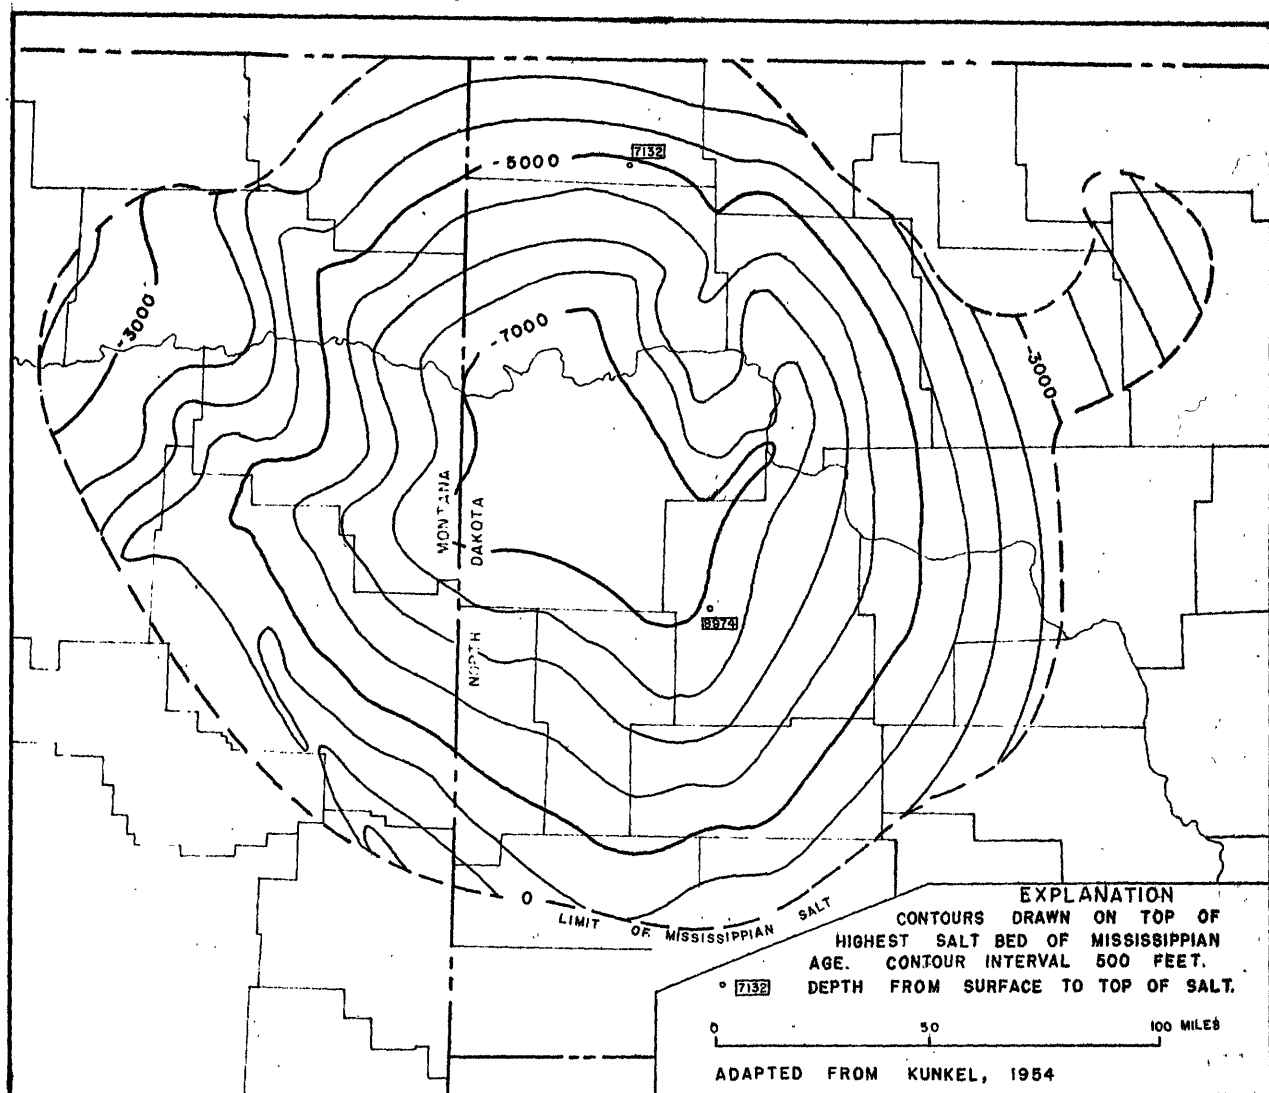 7132
-5000
-3000
-7000
-3000
MONTANA
NORTH DAKOTA
8974
0
LIMIT OF MISSISSIPPIAN SALT
EXPLANATION
CONTOURS DRAWN ON TOP OF
HIGHEST SALT BED OF MISSISSIPPIAN
AGE. CONTOUR INTERVAL 500 FEET.
7132 DEPTH FROM SURFACE TO TOP OF SALT.
0 50 100 MILES
ADAPTED FROM KUNKEL, 1954